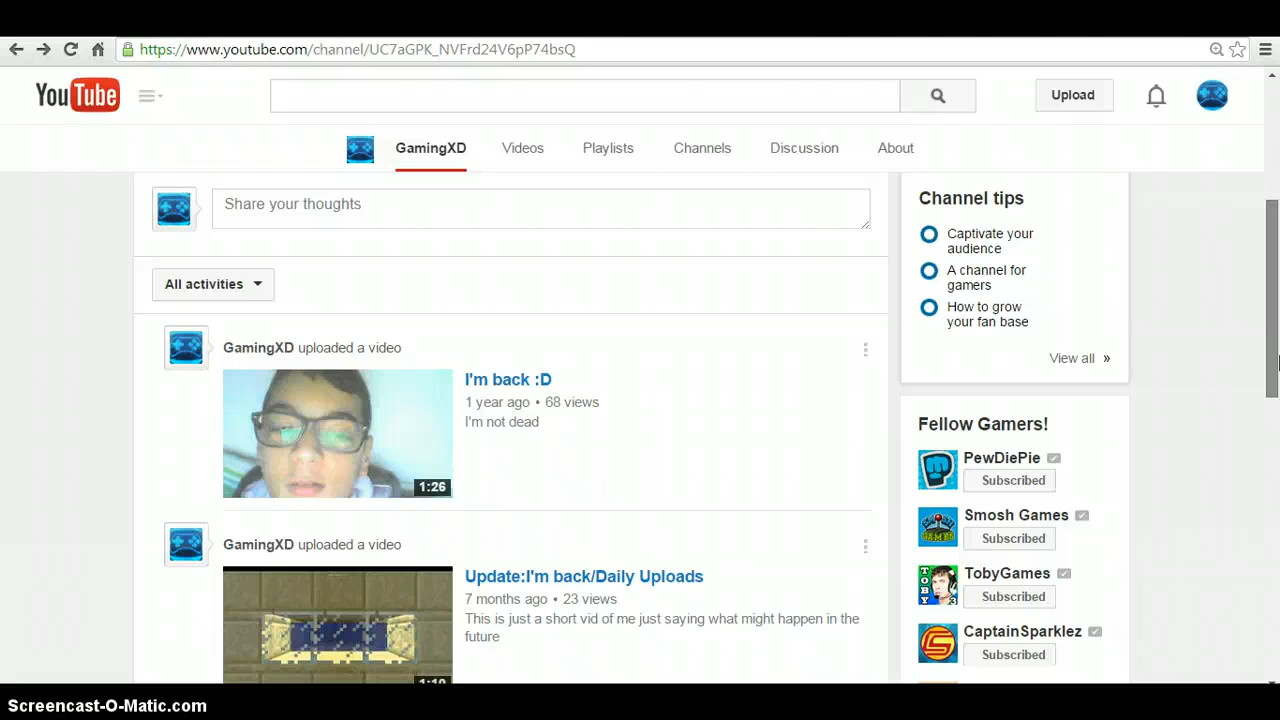 https://www.youtube.com/channel/UC7aGPK_NVFrd24V6pP74bsQ
YouTube
Upload
GamingXD
Videos
Playlists
Channels
Discussion
About
Share your thoughts
All activities
GamingXD uploaded a video
I'm back :D
1 year ago • 68 views
I'm not dead
1:26
GamingXD uploaded a video
Update:I'm back/Daily Uploads
7 months ago • 23 views
This is just a short vid of me just saying what might happen in the
future
Channel tips
Captivate your
audience
A channel for
gamers
How to grow
your fan base
View all »
Fellow Gamers!
PewDiePie
Subscribed
Smosh Games
Subscribed
TobyGames
Subscribed
CaptainSparklez
Subscribed
Screencast-O-Matic.com